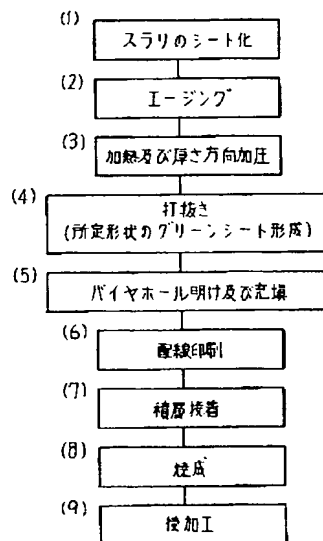 (1)
スラリのシート化
(2)
エージング
(3)
加熱及び厚さ方向加圧
(4)
打抜き
(所定形状のグリーンシート形成)
(5)
バイヤホール明け及び充填
(6)
配線印刷
(7)
積層接着
(8)
焼成
(9)
後加工